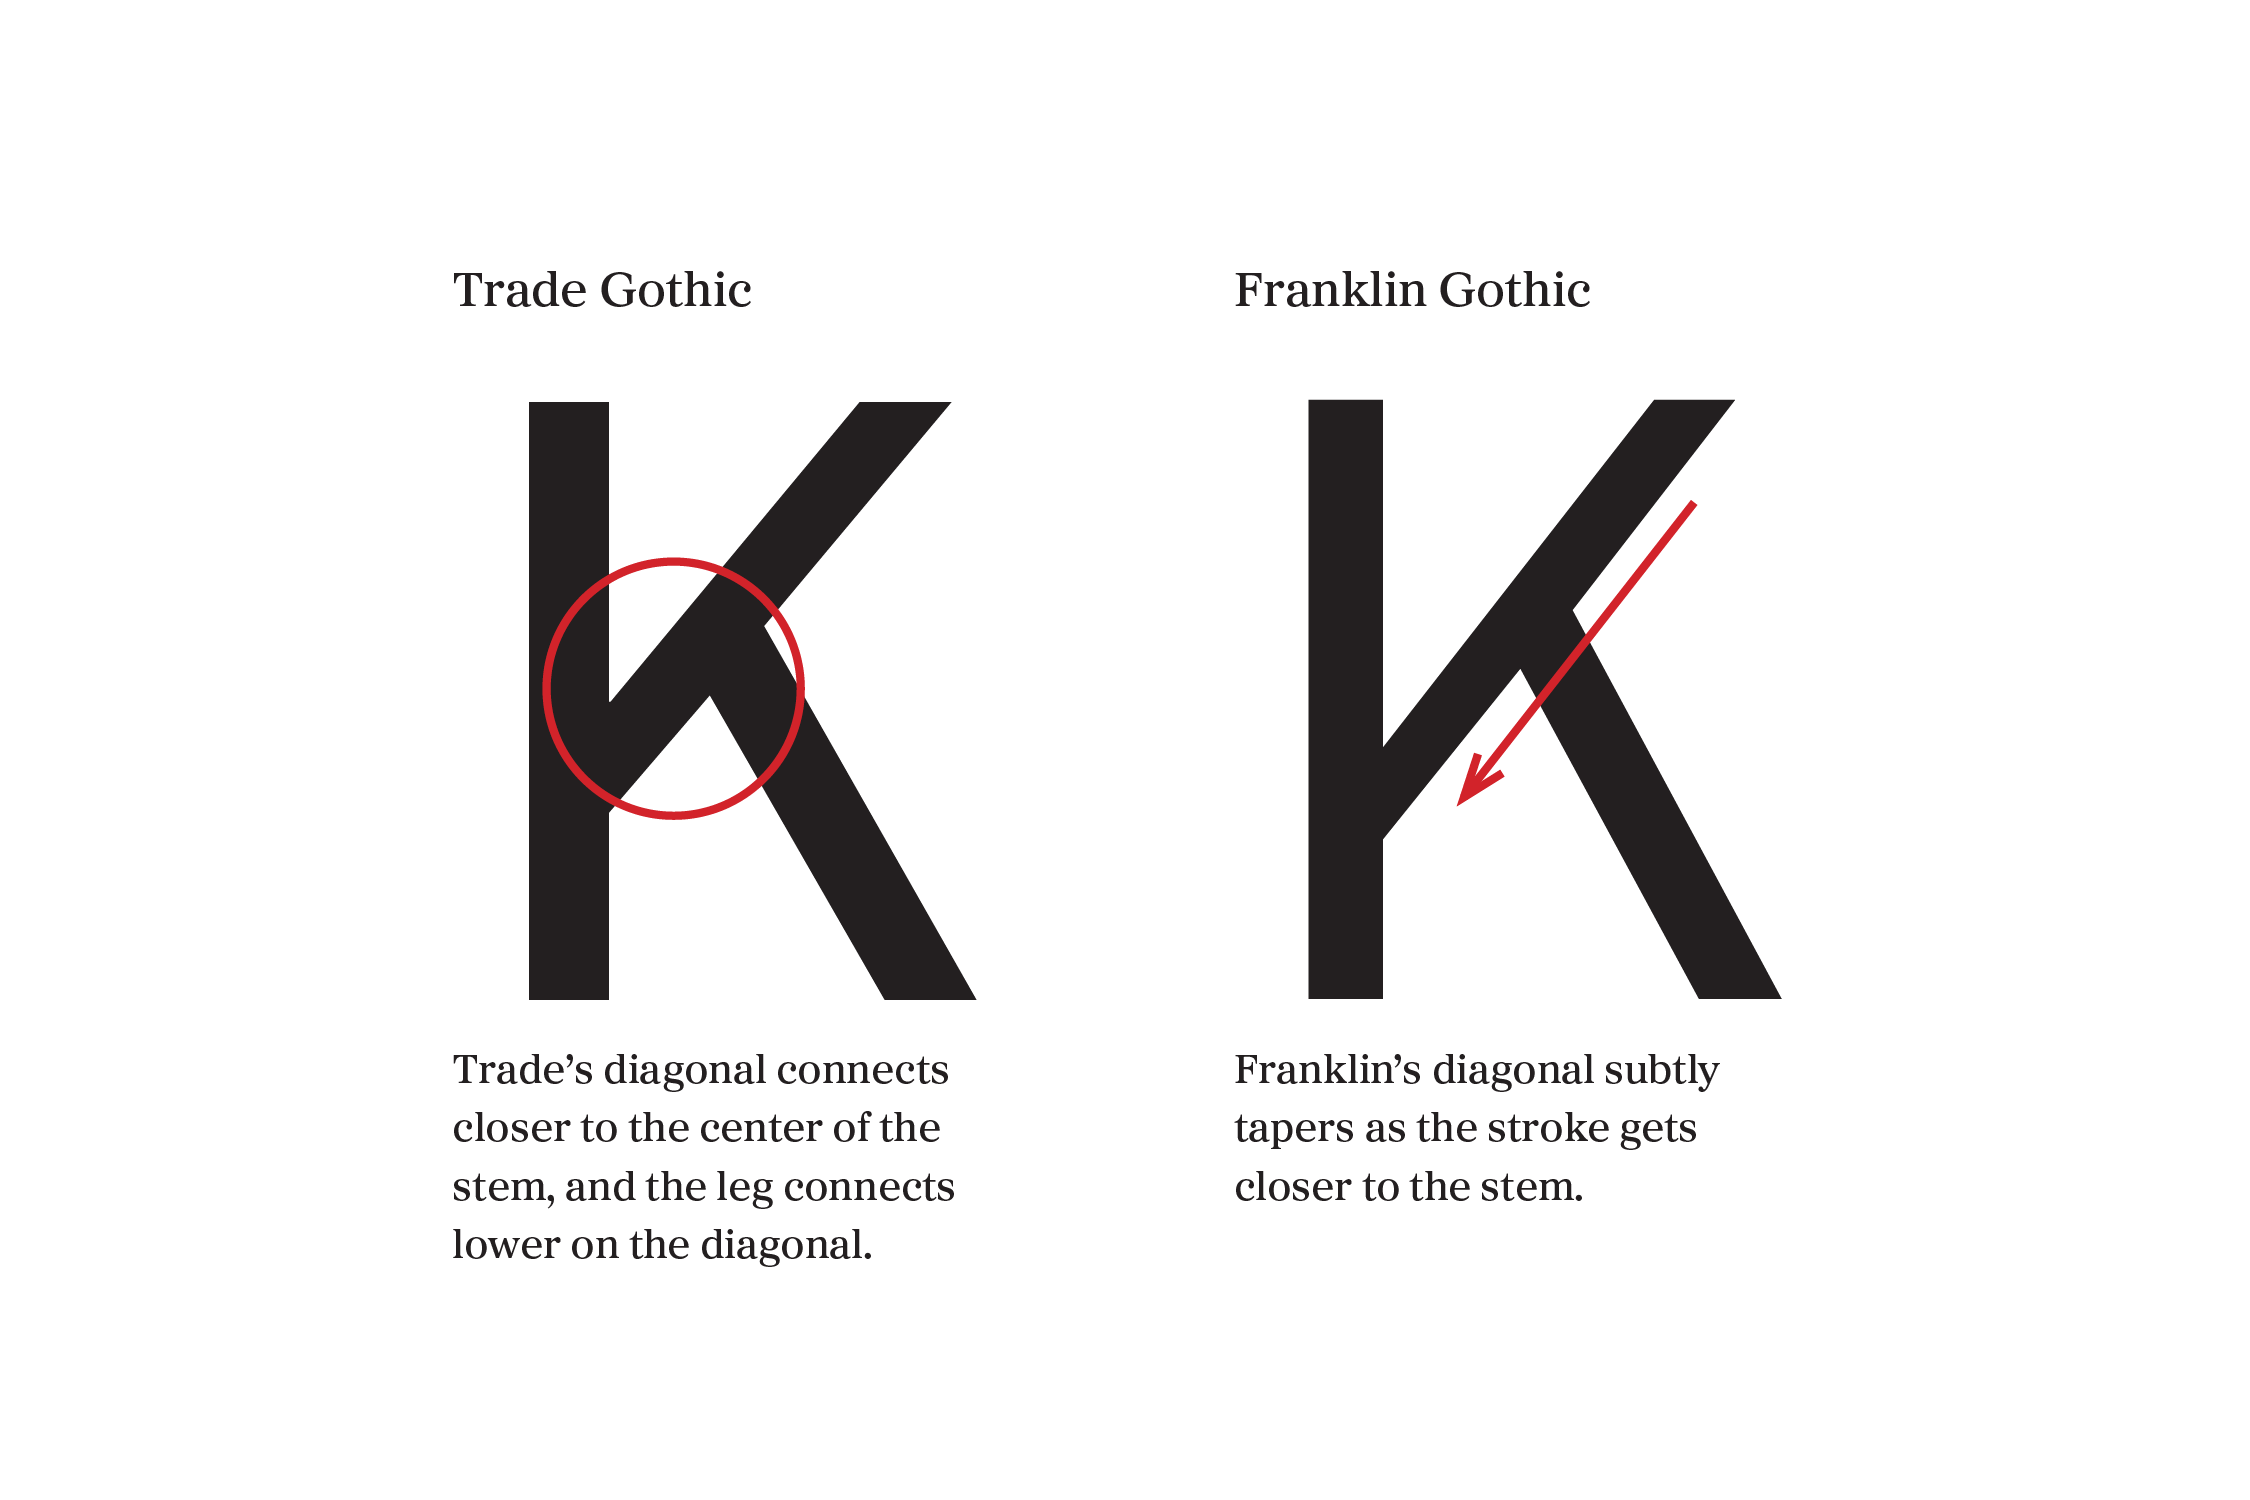 Trade Gothic
K
Trade’s diagonal connects
closer to the center of the
stem, and the leg connects
lower on the diagonal.
Franklin Gothic
K
Franklin’s diagonal subtly
tapers as the stroke gets
closer to the stem.